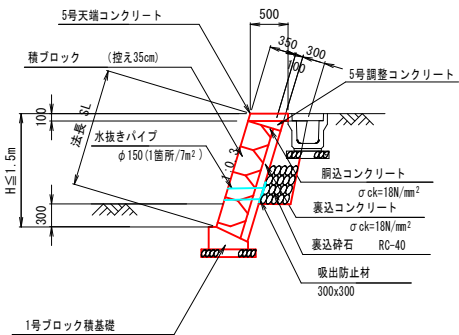 5号天端コンクリート
500
積ブロック (控え35cm)
350
300
100
5号調整コンクリート
法長 SL
100
水抜きパイプ
φ150(1箇所/7m²)
H≦1.5m
1:0.3
胴込コンクリート
σck=18N/mm²
裏込コンクリート
σck=18N/mm²
300
裏込砕石 RC-40
吸出防止材
300x300
1号ブロック積基礎